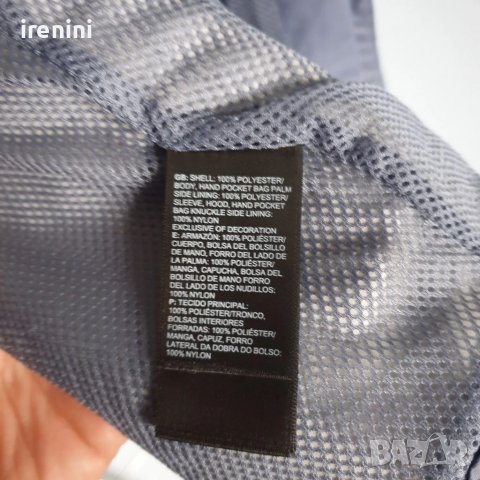 irenini
GB: SHELL: 100% POLYESTER/
BODY, HAND POCKET BAG PALM
SIDE LINING: 100% POLYESTER/
SLEEVE, HOOD, HAND POCKET
BAG KNUCKLE SIDE LINING:
100% NYLON
EXCLUSIVE OF DECORATION
E: ARMAZÓN: 100% POLIÉSTER/
CUERPO, BOLSA DEL BOLSILLO
DE MANO, FORRO DEL LADO DE
LA PALMA: 100% POLIÉSTER/
MANGA, CAPUCHA, BOLSA DEL
BOLSILLO DE MANO FORRO
DEL LADO DE LOS NUDILLOS:
100% NYLON
P: TECIDO PRINCIPAL:
100% POLIÉSTER/TRONCO,
BOLSAS INTERIORES
FORRADAS: 100% POLIÉSTER/
MANGA, CAPUZ, FORRO
LATERAL DA DOBRA DO BOLSO:
100% NYLON
BAZAR